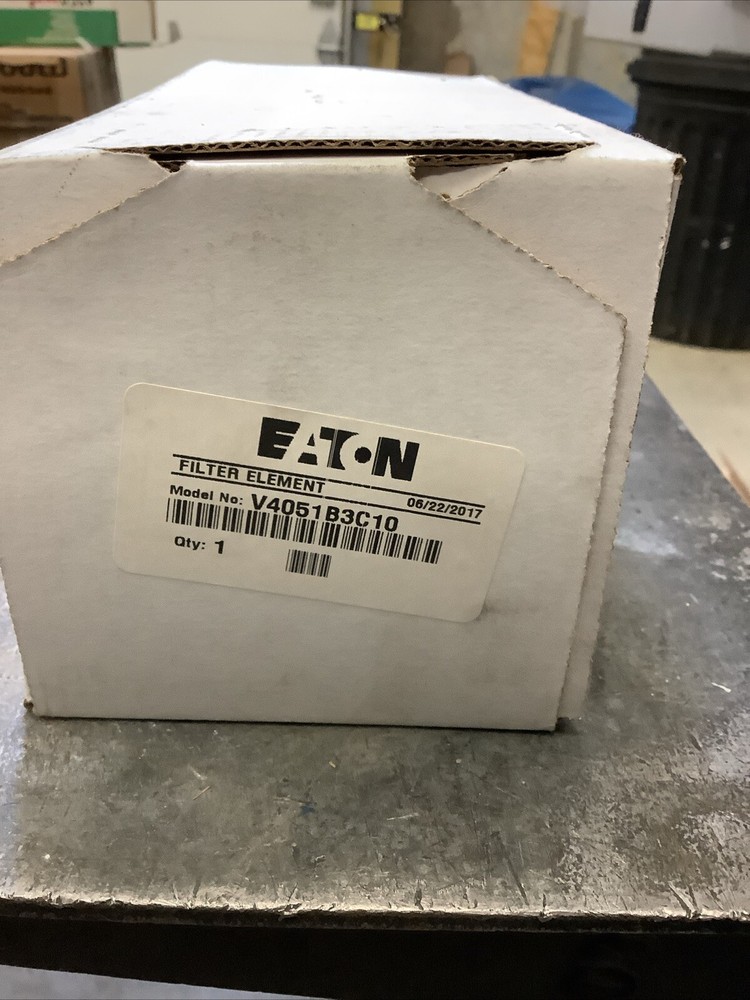 EATON
FILTER ELEMENT
06/22/2017
Model No: V4051B3C10
Qty: 1